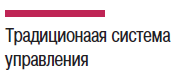 Традиционаая система
управления